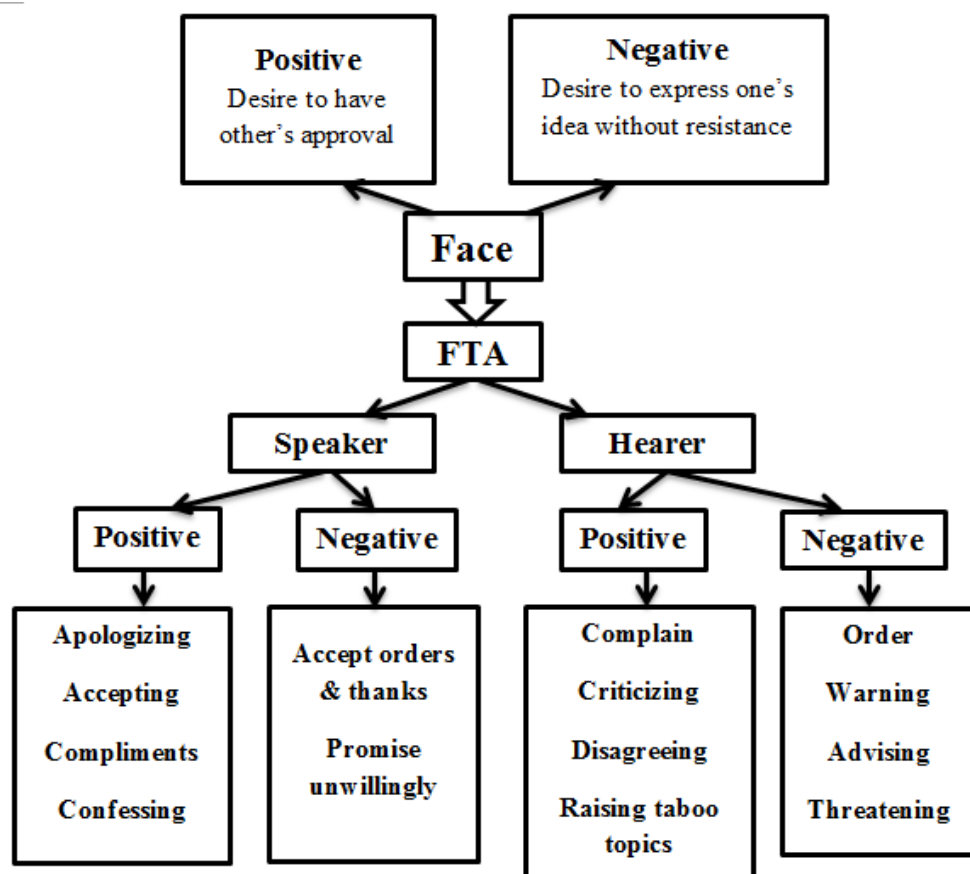 Positive
Desire to have
other's approval
Negative
Desire to express one's
idea without resistance
Face
FTA
Speaker
Hearer
Positive
Negative
Positive
Negative
Apologizing
Accepting
Compliments
Confessing
Accept orders
& thanks
Promise
unwillingly
Complain
Criticizing
Disagreeing
Raising taboo
topics
Order
Warning
Advising
Threatening